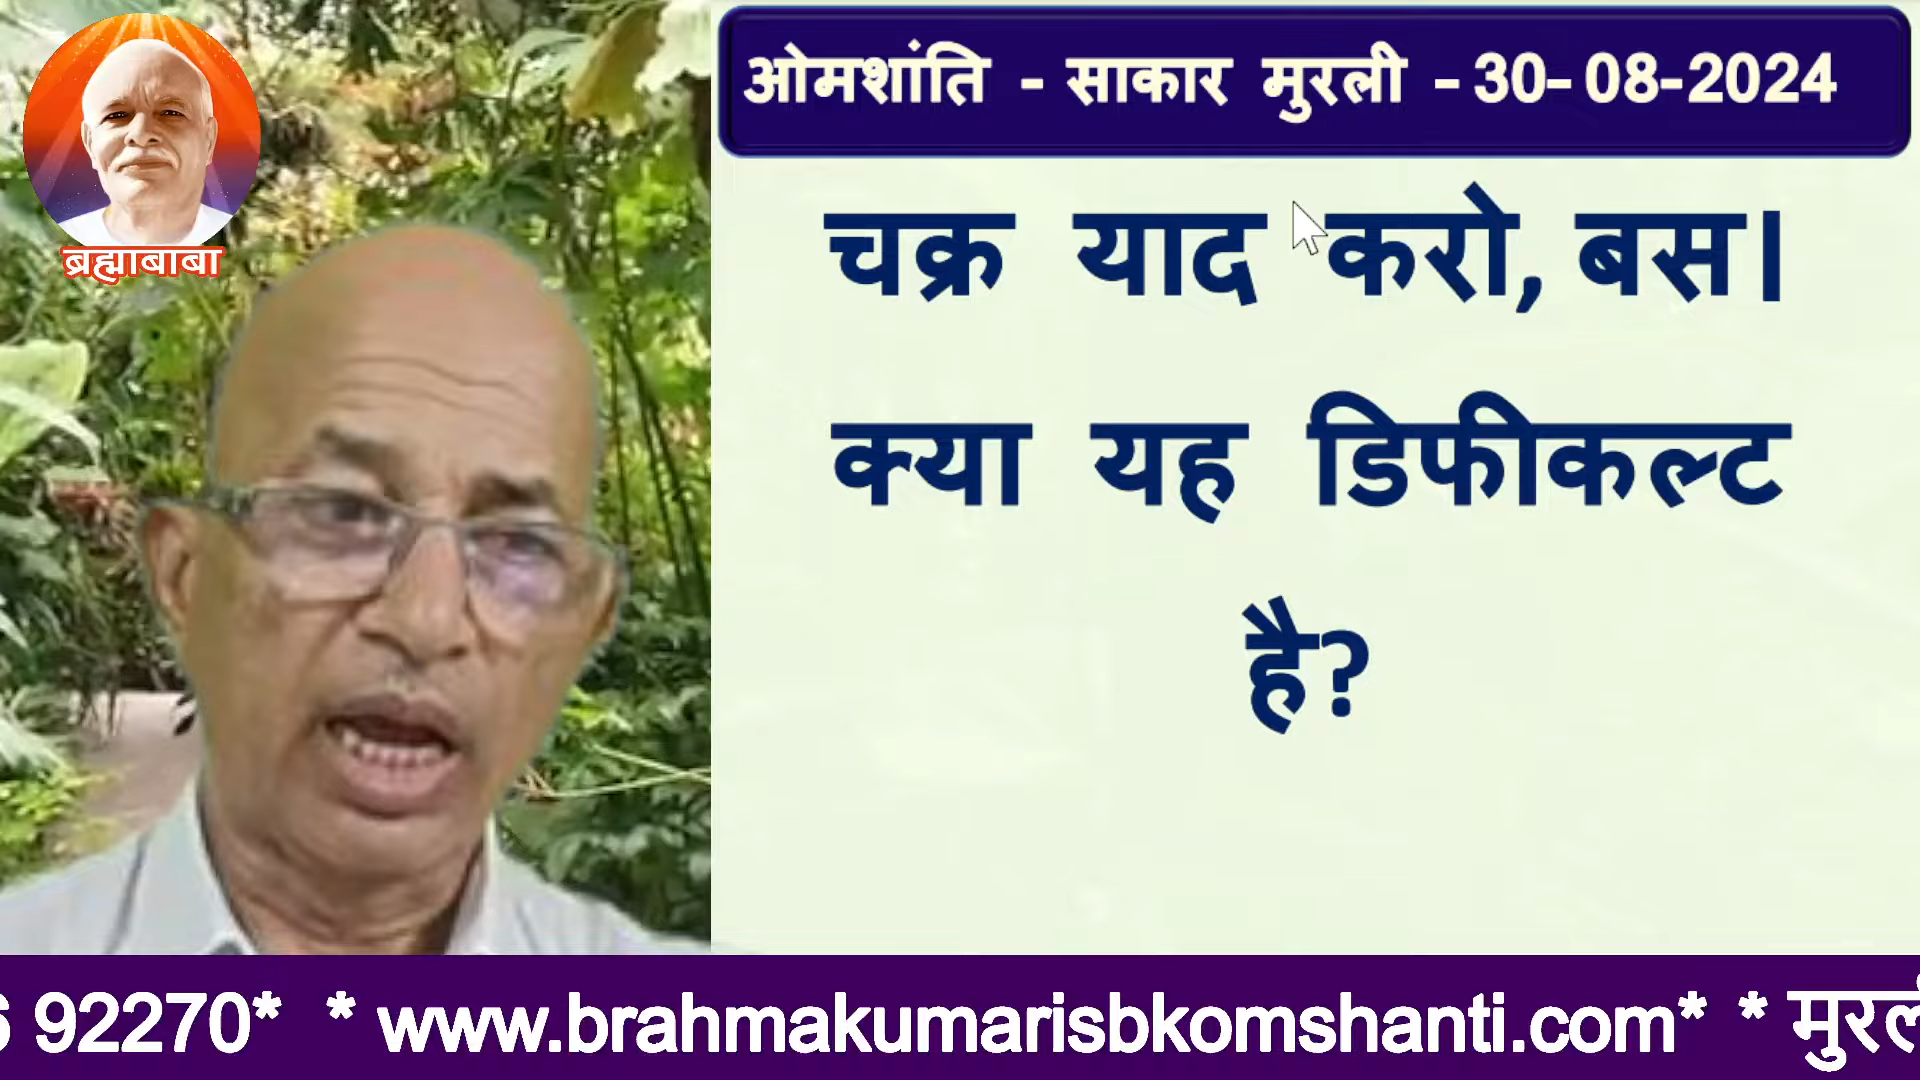 ओमशांति - साकार मुरली - 30- 08-2024
ब्रह्माबाबा
चक्र याद करो, बस।
क्या यह डिफीकल्ट
है?
92270* * www.brahmakumarisbkomshanti.com* *